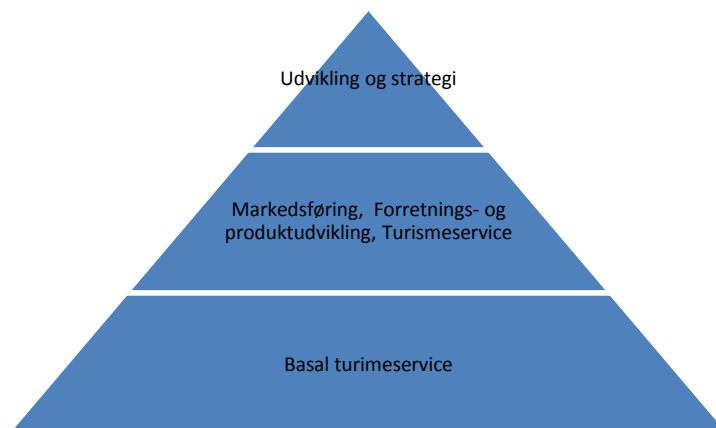 Udvikling og strategi
Markedsføring,  Forretnings- og
produktudvikling, Turismeservice
Basal turimeservice